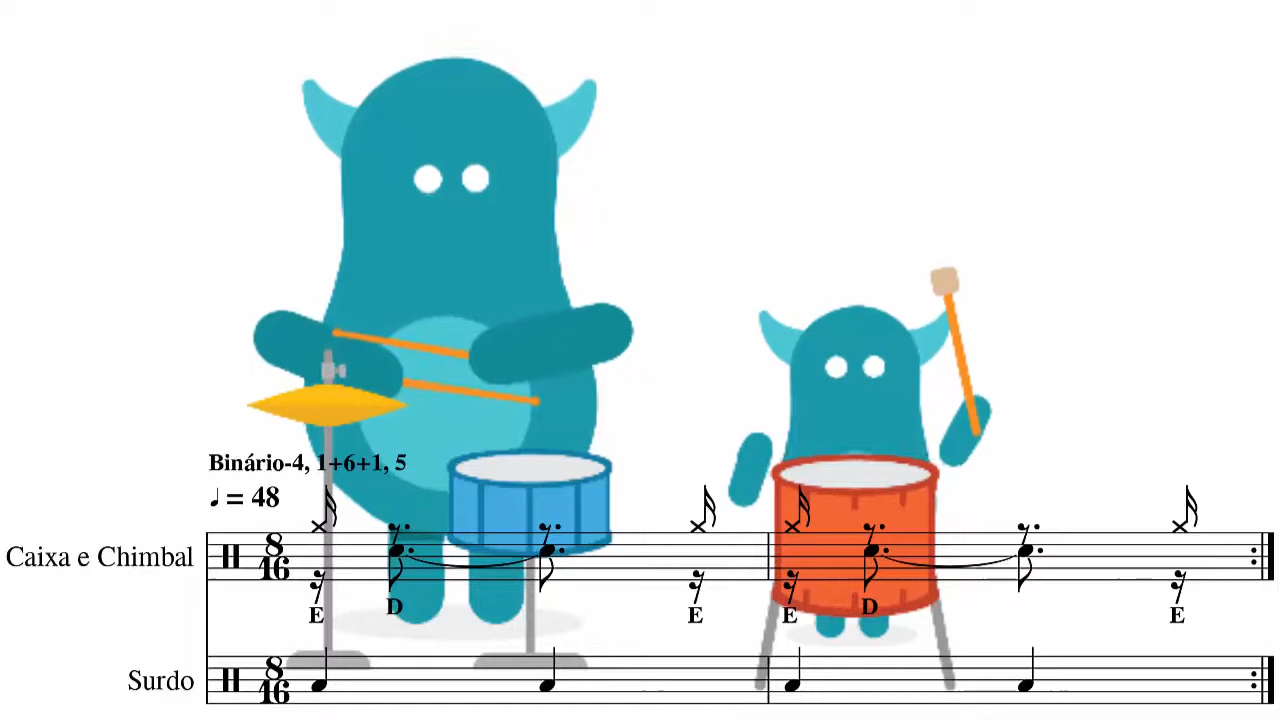 Binário-4, 1+6+1, 5
♩ = 48
Caixa e Chimbal 8/16
E D E E D E
Surdo 8/16